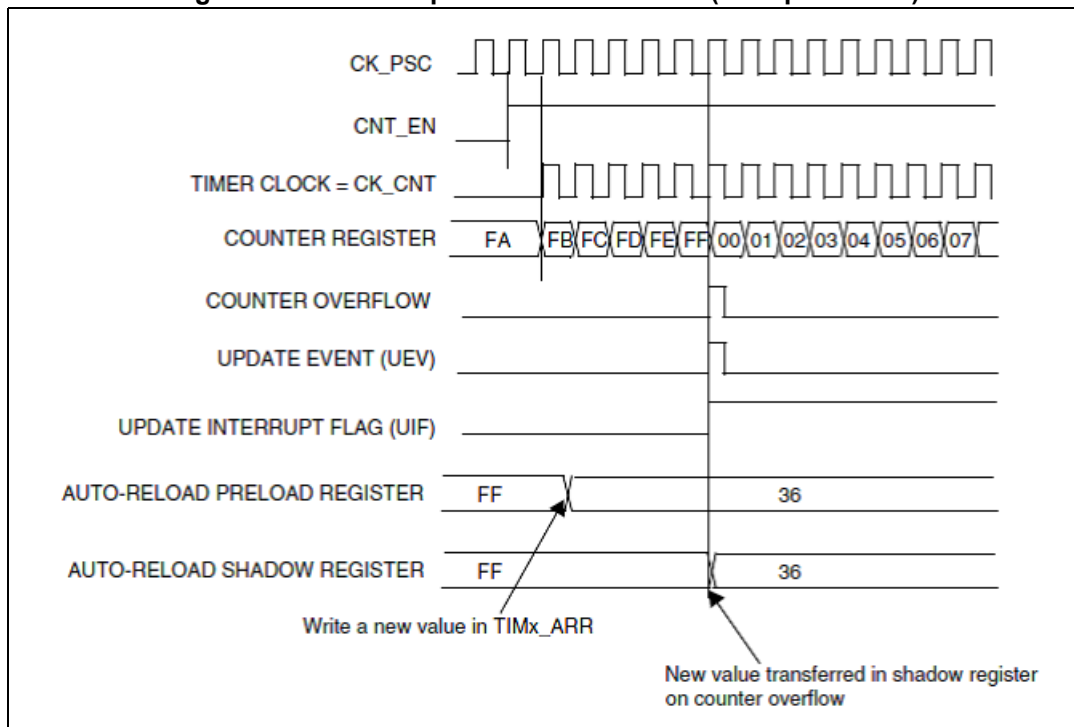 CK_PSC
CNT_EN
TIMER CLOCK = CK_CNT
COUNTER REGISTER FA FB FC FD FE FF 00 01 02 03 04 05 06 07
COUNTER OVERFLOW
UPDATE EVENT (UEV)
UPDATE INTERRUPT FLAG (UIF)
AUTO-RELOAD PRELOAD REGISTER FF 36
AUTO-RELOAD SHADOW REGISTER FF 36
Write a new value in TIMx_ARR
New value transferred in shadow register
on counter overflow